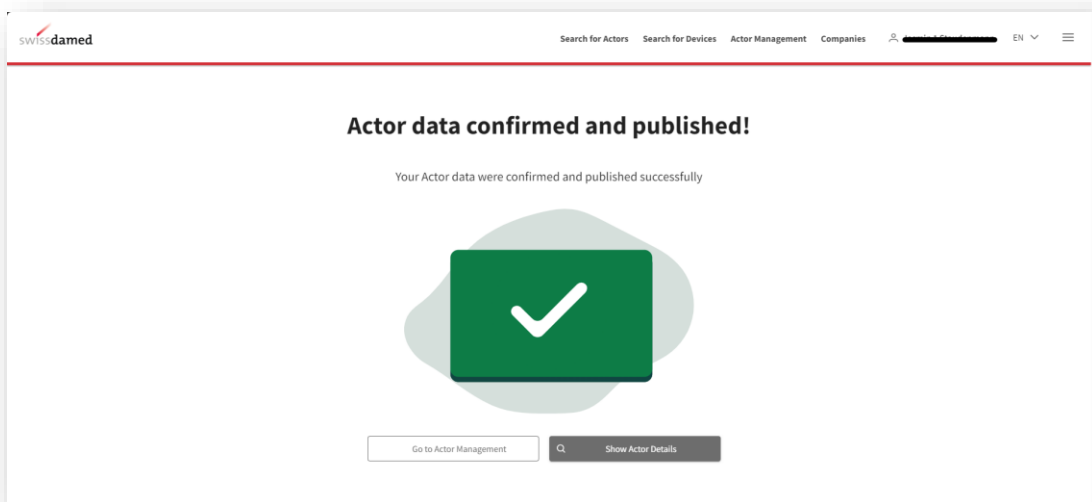 swissdamed
Search for Actors Search for Devices Actor Management Companies EN
Actor data confirmed and published!
Your Actor data were confirmed and published successfully
Go to Actor Management Show Actor Details